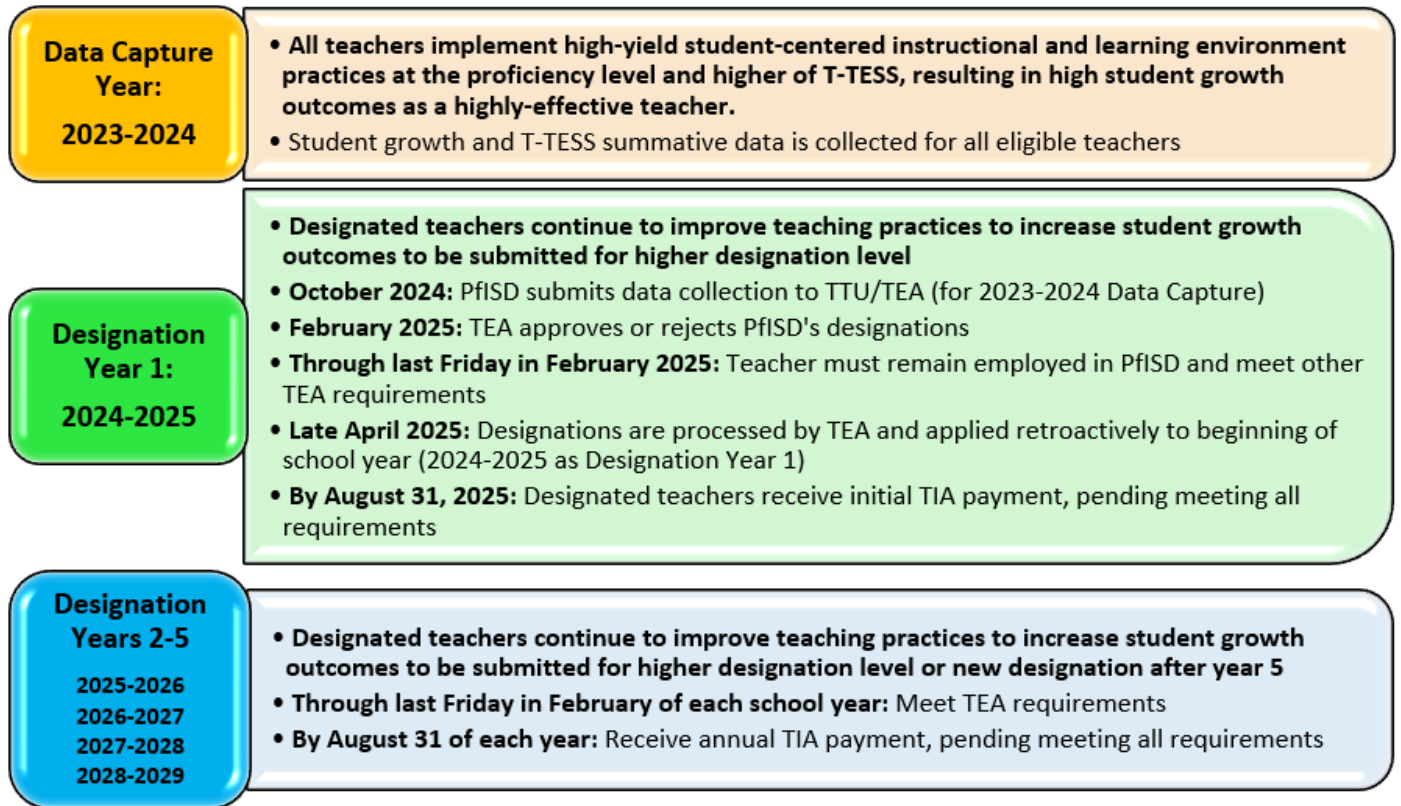 Data Capture
Year:
2023-2024
• All teachers implement high-yield student-centered instructional and learning environment
practices at the proficiency level and higher of T-TESS, resulting in high student growth
outcomes as a highly-effective teacher.
• Student growth and T-TESS summative data is collected for all eligible teachers
Designation
Year 1:
2024-2025
• Designated teachers continue to improve teaching practices to increase student growth
outcomes to be submitted for higher designation level
• October 2024: PfISD submits data collection to TTU/TEA (for 2023-2024 Data Capture)
• February 2025: TEA approves or rejects PfISD's designations
• Through last Friday in February 2025: Teacher must remain employed in PfISD and meet other
TEA requirements
• Late April 2025: Designations are processed by TEA and applied retroactively to beginning of
school year (2024-2025 as Designation Year 1)
• By August 31, 2025: Designated teachers receive initial TIA payment, pending meeting all
requirements
Designation
Years 2-5
2025-2026
2026-2027
2027-2028
2028-2029
• Designated teachers continue to improve teaching practices to increase student growth
outcomes to be submitted for higher designation level or new designation after year 5
• Through last Friday in February of each school year: Meet TEA requirements
• By August 31 of each year: Receive annual TIA payment, pending meeting all requirements